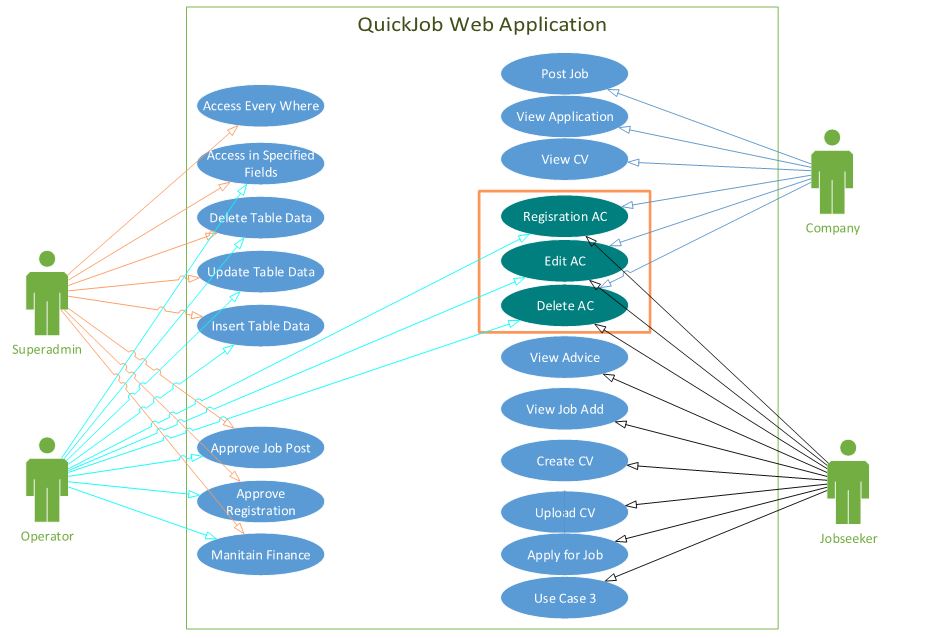 QuickJob Web Application
Access Every Where
Access in Specified
Fields
Delete Table Data
Update Table Data
Insert Table Data
Approve Job Post
Approve
Registration
Manitain Finance
Post Job
View Application
View CV
Regisration AC
Edit AC
Delete AC
View Advice
View Job Add
Create CV
Upload CV
Apply for Job
Use Case 3
Superadmin
Operator
Company
Jobseeker